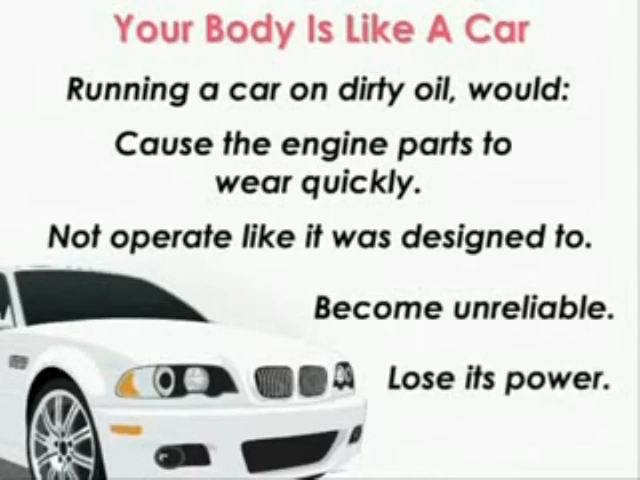 Your Body Is Like A Car
Running a car on dirty oil, would:
Cause the engine parts to
wear quickly.
Not operate like it was designed to.
Become unreliable.
Lose its power.